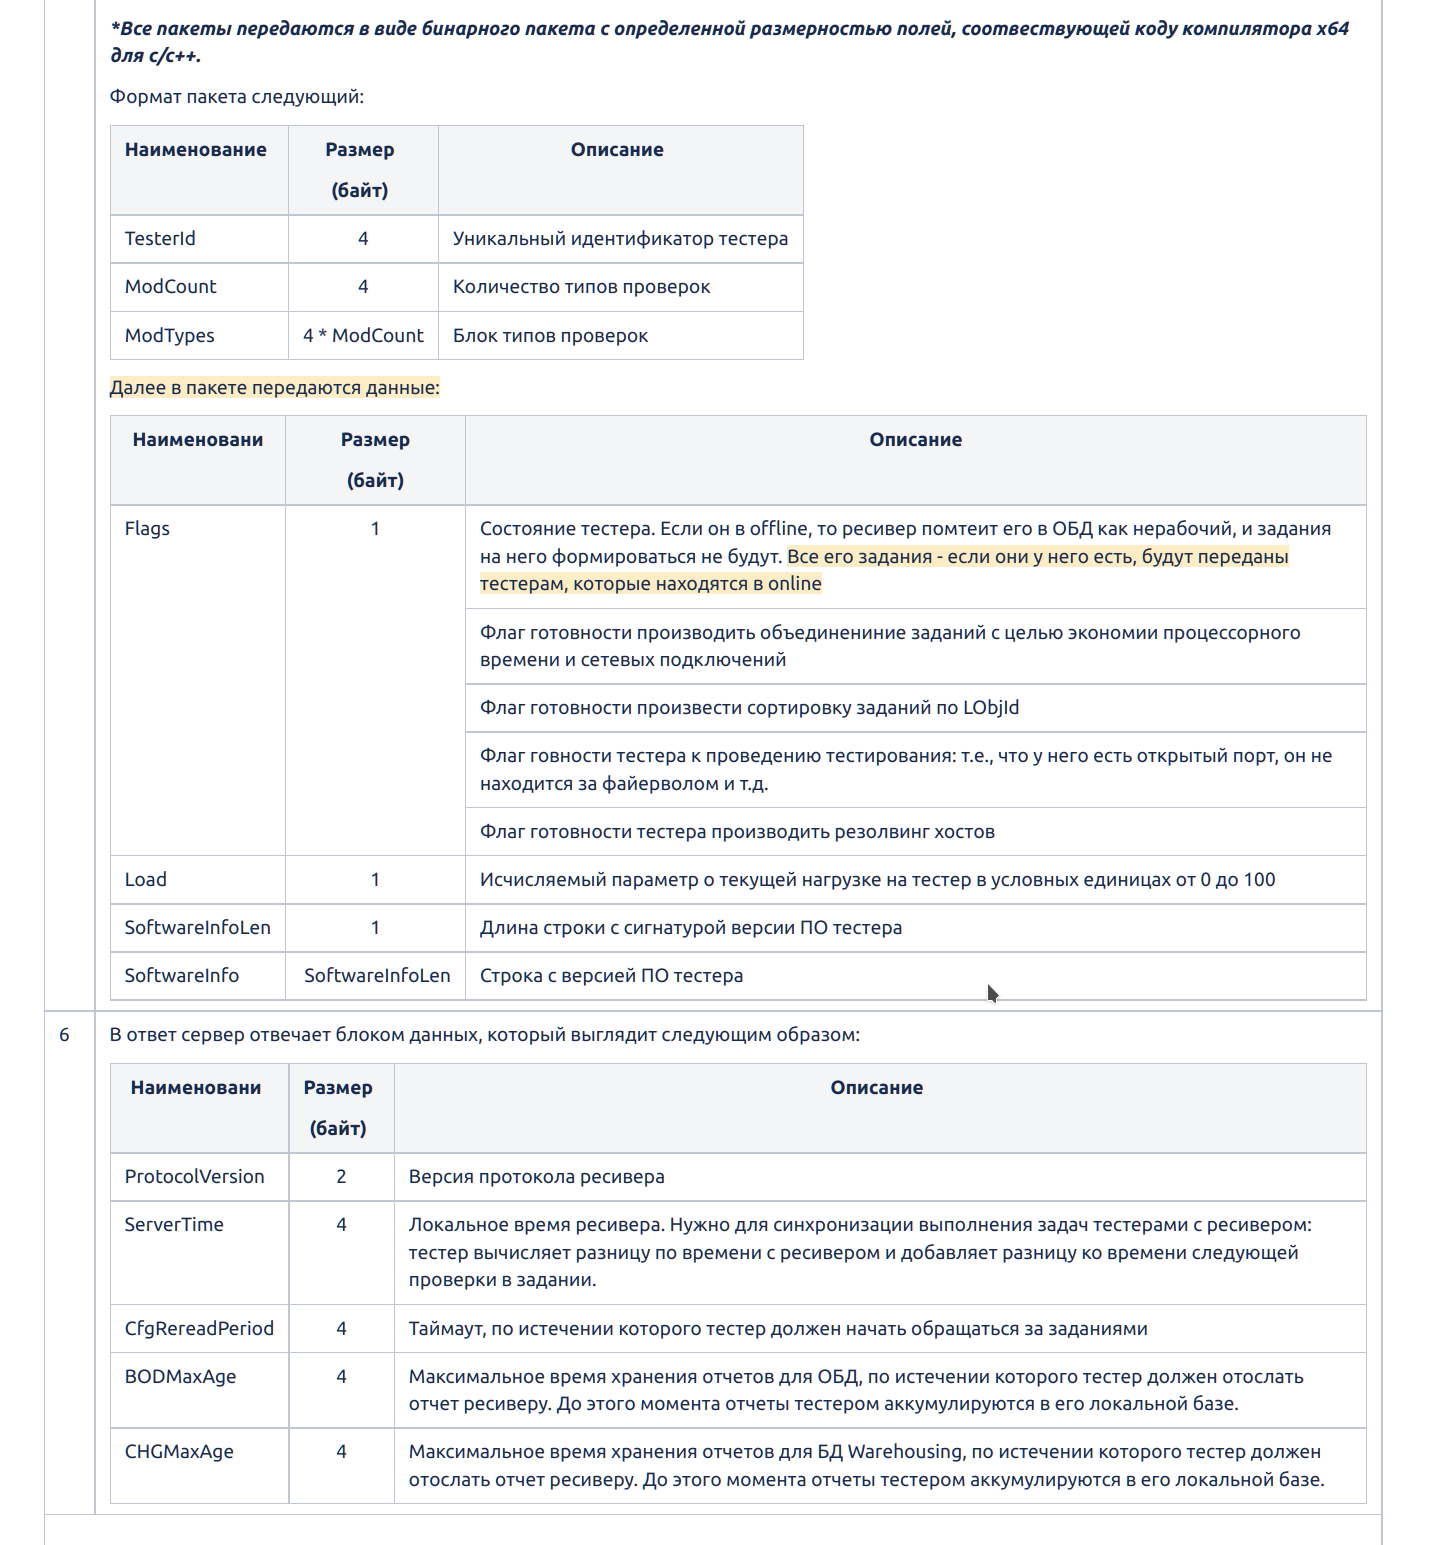 *Все пакеты передаются в виде бинарного пакета с определенной размерностью полей, соотвествующей коду компилятора x64
для c/c++.
Формат пакета следующий:
Наименование Размер Описание
(байт)
TesterId 4 Уникальный идентификатор тестера
ModCount 4 Количество типов проверок
ModTypes 4 * ModCount Блок типов проверок
Далее в пакете передаются данные:
Наименовани Размер Описание
(байт)
Flags 1 Состояние тестера. Если он в offline, то ресивер помтеит его в ОБД как нерабочий, и задания
на него формироваться не будут. Все его задания - если они у него есть, будут переданы
тестерам, которые находятся в online
Флаг готовности производить объединениние заданий с целью экономии процессорного
времени и сетевых подключений
Флаг готовности произвести сортировку заданий по LObjId
Флаг говности тестера к проведению тестирования: т.е., что у него есть открытый порт, он не
находится за файерволом и т.д.
Флаг готовности тестера производить резолвинг хостов
Load 1 Исчисляемый параметр о текущей нагрузке на тестер в условных единицах от 0 до 100
SoftwareInfoLen 1 Длина строки с сигнатурой версии ПО тестера
SoftwareInfo SoftwareInfoLen Строка с версией ПО тестера
6 В ответ сервер отвечает блоком данных, который выглядит следующим образом:
Наименовани Размер Описание
(байт)
ProtocolVersion 2 Версия протокола ресивера
ServerTime 4 Локальное время ресивера. Нужно для синхронизации выполнения задач тестерами с ресивером:
тестер вычисляет разницу по времени с ресивером и добавляет разницу ко времени следующей
проверки в задании.
CfgRereadPeriod 4 Таймаут, по истечении которого тестер должен начать обращаться за заданиями
BODMaxAge 4 Максимальное время хранения отчетов для ОБД, по истечении которого тестер должен отослать
отчет ресиверу. До этого момента отчеты тестером аккумулируются в его локальной базе.
CHGMaxAge 4 Максимальное время хранения отчетов для БД Warehousing, по истечении которого тестер должен
отослать отчет ресиверу. До этого момента отчеты тестером аккумулируются в его локальной базе.